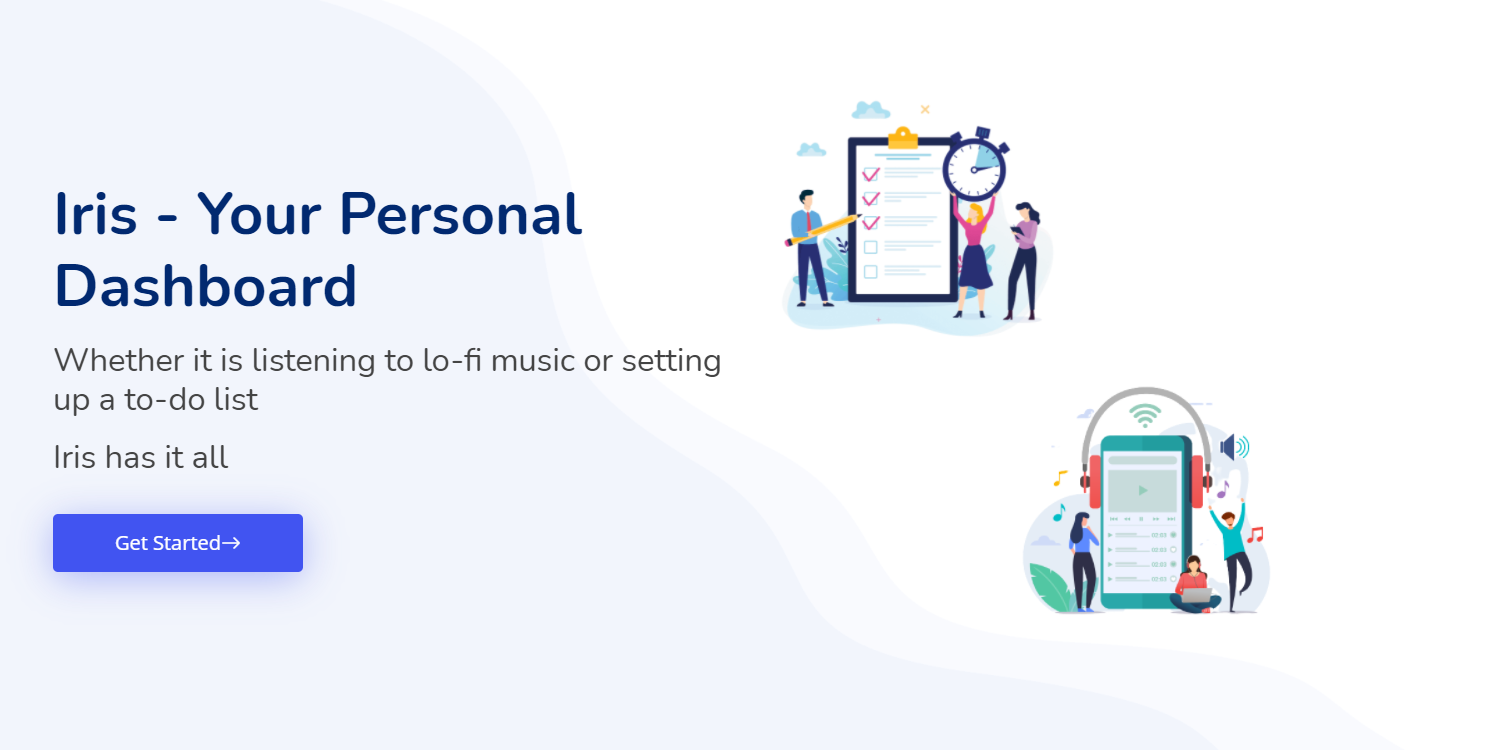 Iris - Your Personal
Dashboard
Whether it is listening to lo-fi music or setting
up a to-do list
Iris has it all
Get Started→